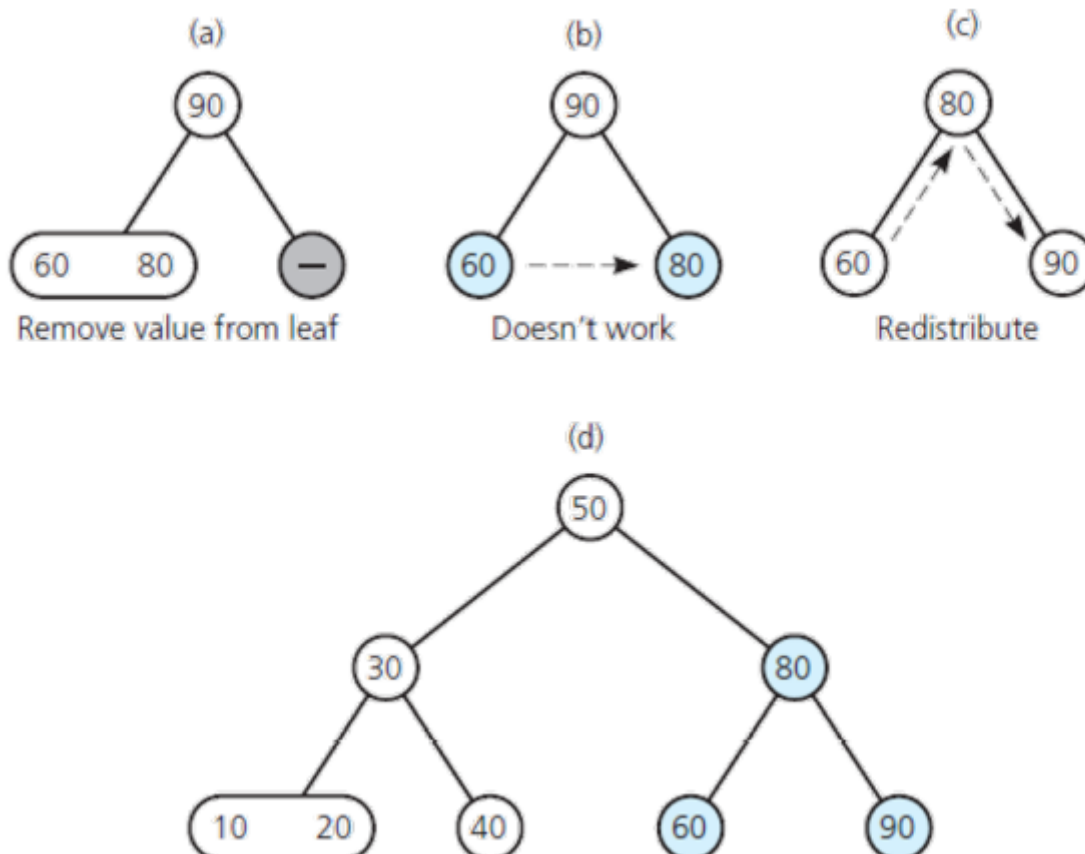 (a) (b) (c)
90 90 80
60 80 – 60 80 60 90
Remove value from leaf Doesn't work Redistribute
(d)
50
30 80
10 20 40 60 90